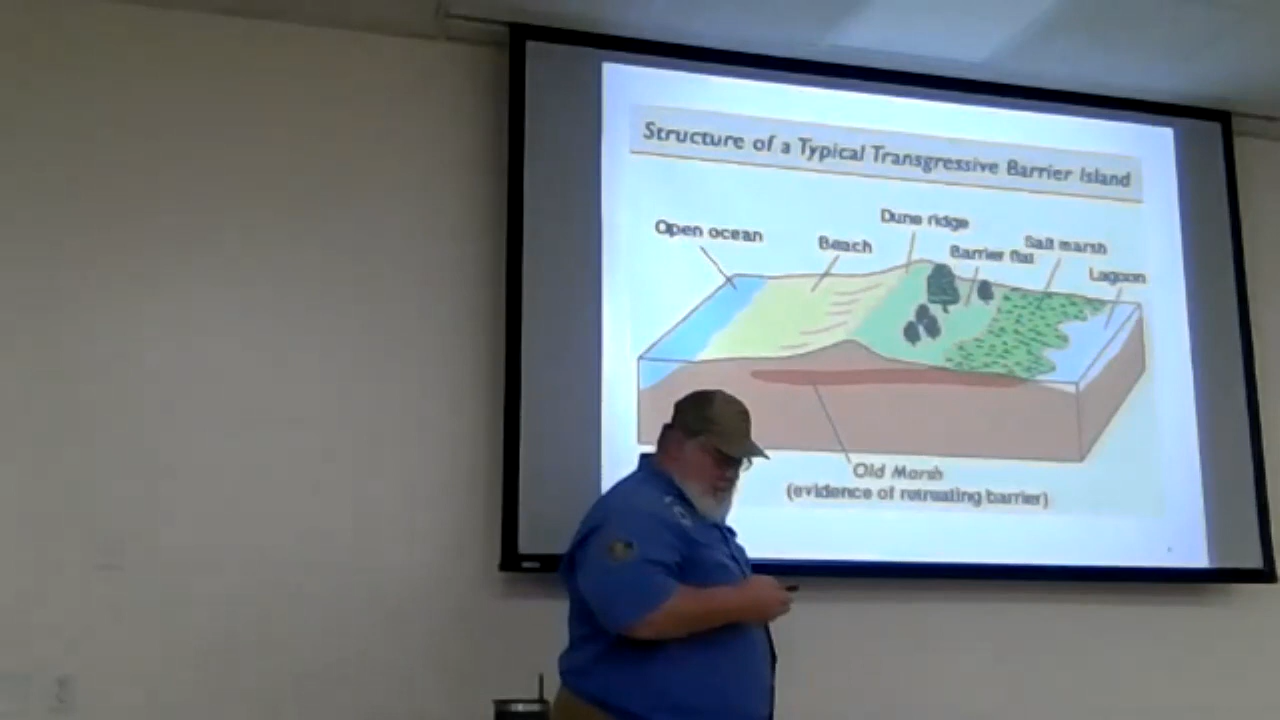 Structure of a Typical Transgressive Barrier Island
Dune ridge
Open ocean
Beach
Barrier flat
Salt marsh
Lagoon
Old Marsh
(evidence of retreating barrier)